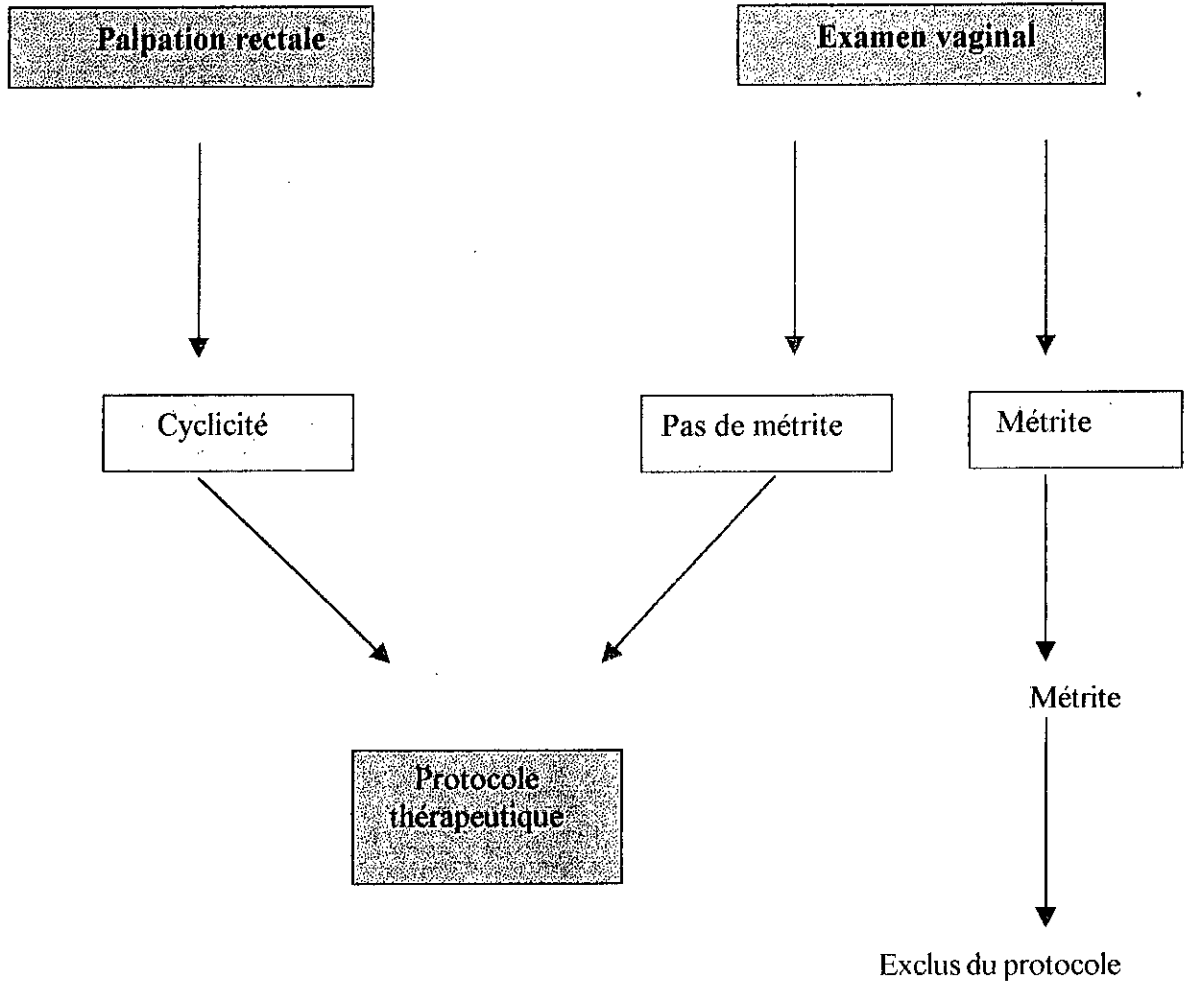 Palpation rectale
Examen vaginal
Cyclicité
Pas de métrite
Métrite
Métrite
Protocole
thérapeutique
Exclus du protocole